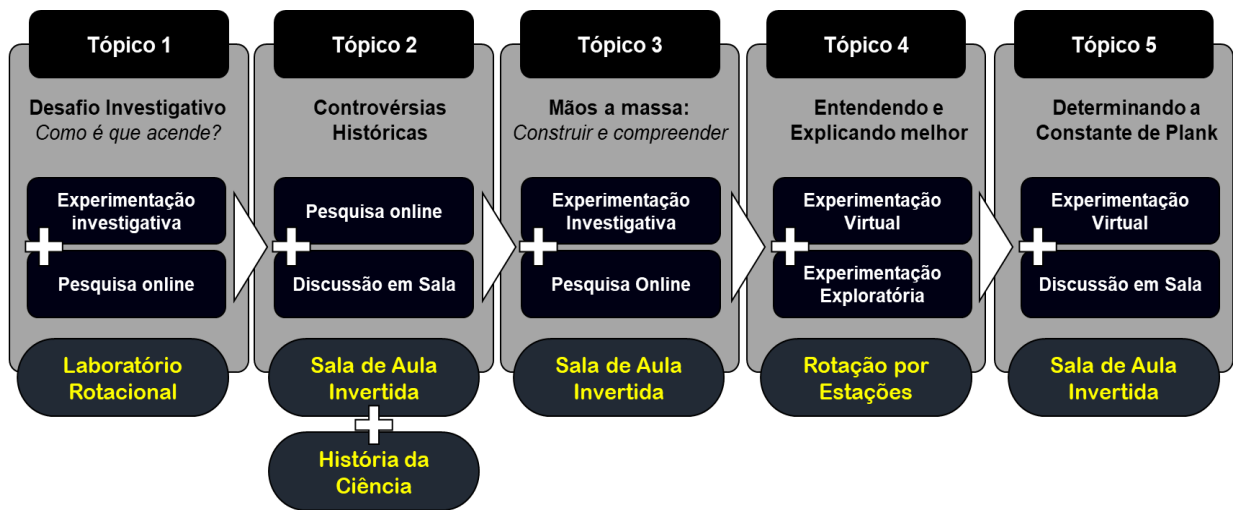 Tópico 1
Desafio Investigativo
Como é que acende?
Experimentação
investigativa
Pesquisa online
Laboratório
Rotacional
Tópico 2
Controvérsias
Históricas
Pesquisa online
Discussão em Sala
Sala de Aula
Invertida
História da
Ciência
Tópico 3
Mãos a massa:
Construir e compreender
Experimentação
Investigativa
Pesquisa Online
Sala de Aula
Invertida
Tópico 4
Entendendo e
Explicando melhor
Experimentação
Virtual
Experimentação
Exploratória
Rotação por
Estações
Tópico 5
Determinando a
Constante de Plank
Experimentação
Virtual
Discussão em Sala
Sala de Aula
Invertida